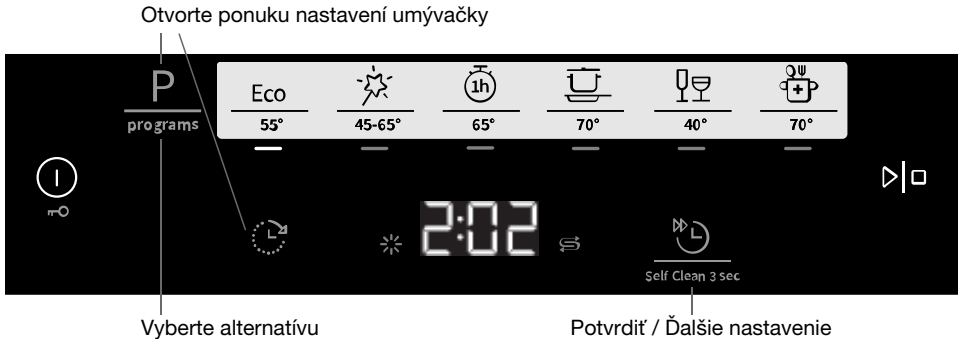 Otvorte ponuku nastavení umývačky
P
programs
Eco
55°
45-65°
1h
65°
70°
40°
70°
2:02
Self Clean 3 sec
Vyberte alternatívu
Potvrdiť / Ďalšie nastavenie